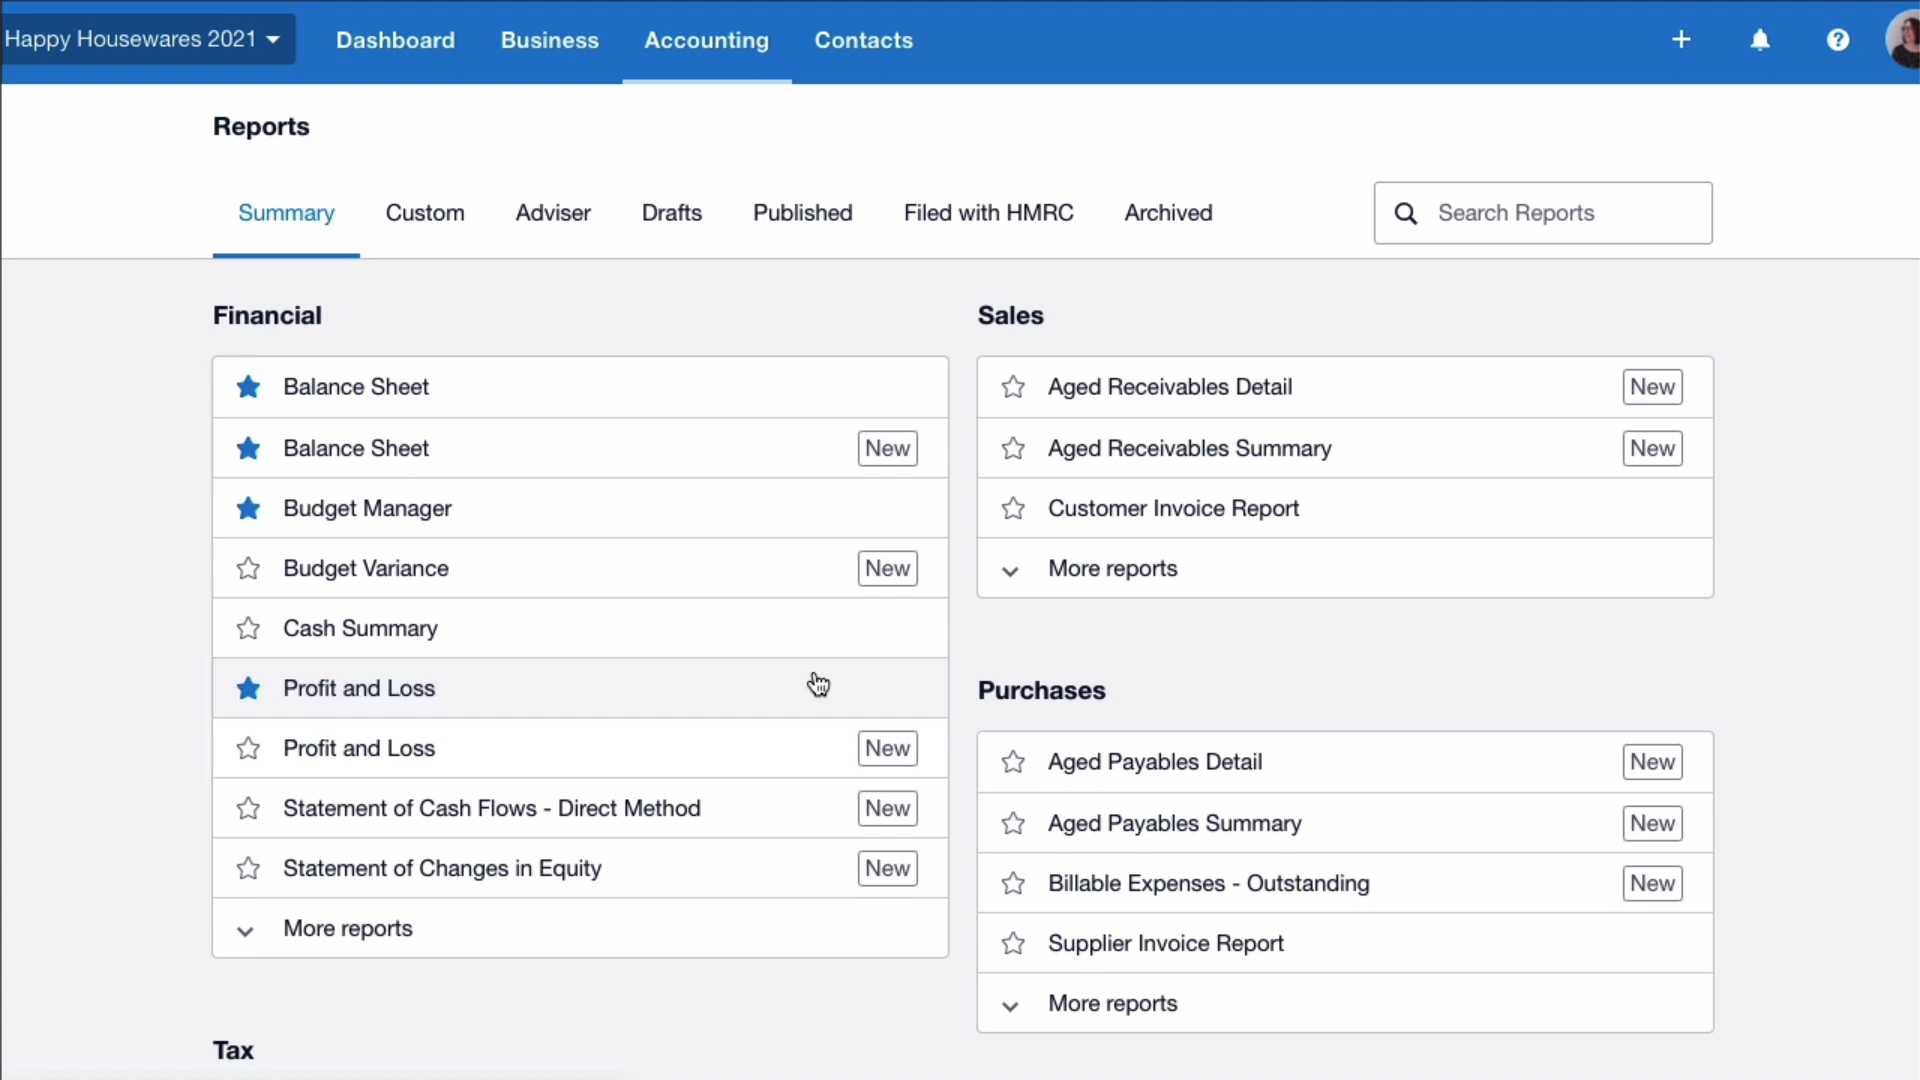 Happy Housewares 2021
Dashboard
Business
Accounting
Contacts
Reports
Summary
Custom
Adviser
Drafts
Published
Filed with HMRC
Archived
Search Reports
Financial
Balance Sheet
Balance Sheet New
Budget Manager
Budget Variance New
Cash Summary
Profit and Loss
Profit and Loss New
Statement of Cash Flows - Direct Method New
Statement of Changes in Equity New
More reports
Tax
Sales
Aged Receivables Detail New
Aged Receivables Summary New
Customer Invoice Report
More reports
Purchases
Aged Payables Detail New
Aged Payables Summary New
Billable Expenses - Outstanding New
Supplier Invoice Report
More reports